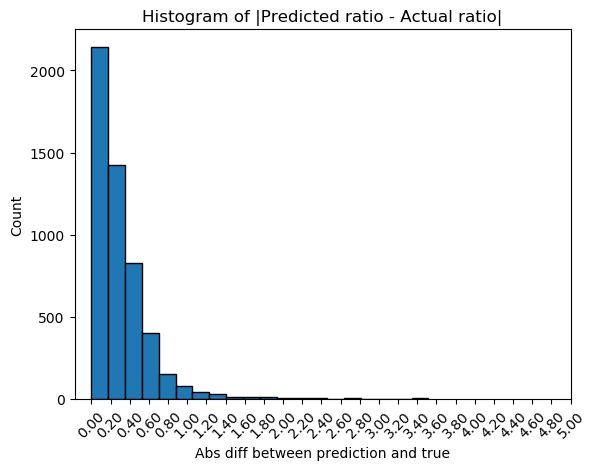 Histogram of |Predicted ratio - Actual ratio|
Count
2000
1500
1000
500
0
0.00 0.20 0.40 0.60 0.80 1.00 1.20 1.40 1.60 1.80 2.00 2.20 2.40 2.60 2.80 3.00 3.20 3.40 3.60 3.80 4.00 4.20 4.40 4.60 4.80 5.00
Abs diff between prediction and true